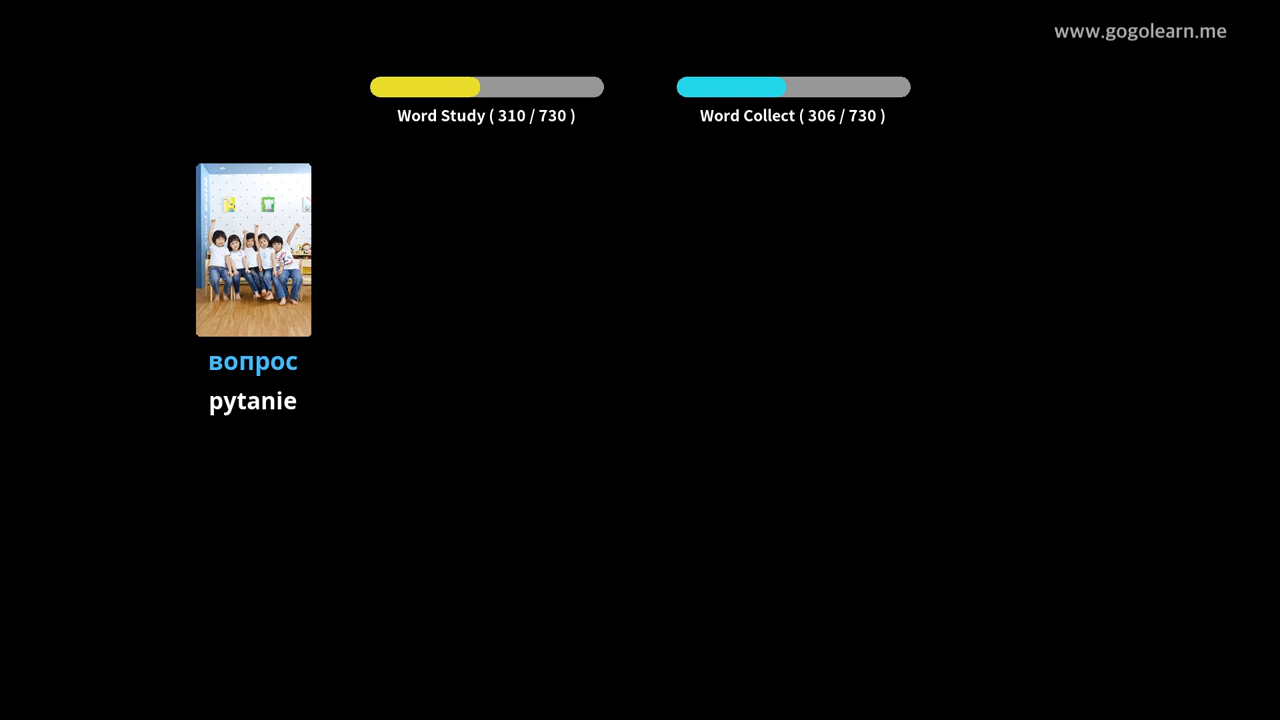 www.gogolearn.me
Word Study ( 310 / 730 )
Word Collect ( 306 / 730 )
вопрос
pytanie